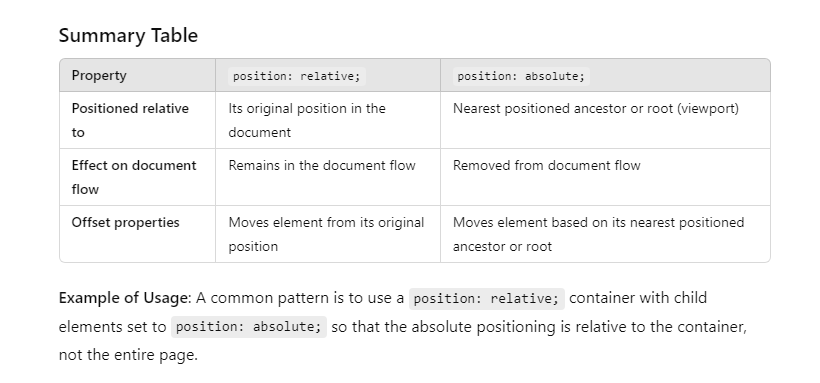 Summary Table
Property position: relative; position: absolute;
Positioned relative to
Its original position in the document
Nearest positioned ancestor or root (viewport)
Effect on document flow
Remains in the document flow
Removed from document flow
Offset properties
Moves element from its original position
Moves element based on its nearest positioned ancestor or root
Example of Usage: A common pattern is to use a position: relative; container with child
elements set to position: absolute; so that the absolute positioning is relative to the container,
not the entire page.